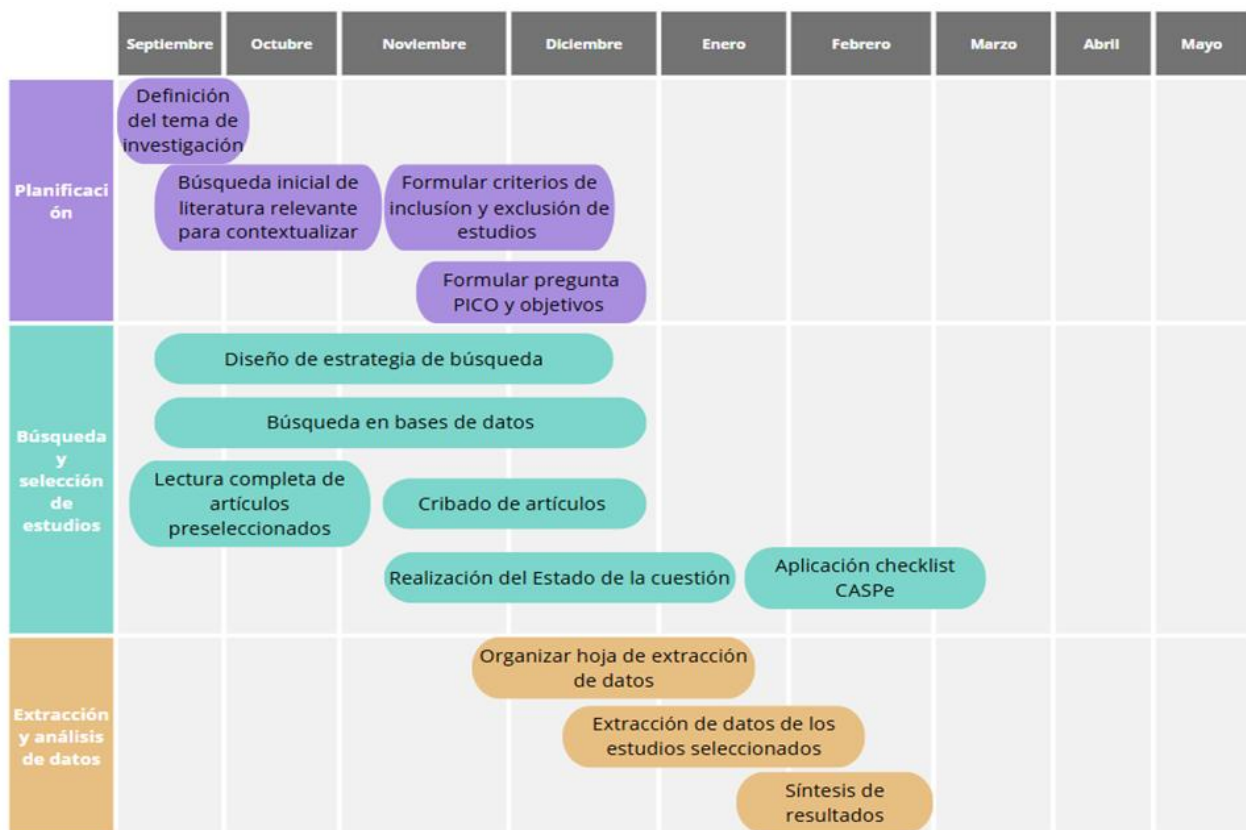 Septiembre Octubre Noviembre Diciembre Enero Febrero Marzo Abril Mayo
Planificaci
ón
Definición
del tema de
investigación
Búsqueda inicial de
literatura relevante
para contextualizar
Formular criterios de
inclusíon y exclusión de
estudios
Formular pregunta
PICO y objetivos
Búsqueda
y
selección
de
estudios
Diseño de estrategia de búsqueda
Búsqueda en bases de datos
Lectura completa de
artículos
preseleccionados
Cribado de artículos
Realización del Estado de la cuestión
Aplicación checklist
CASPe
Extracción
y análisis
de datos
Organizar hoja de extracción
de datos
Extracción de datos de los
estudios seleccionados
Síntesis de
resultados